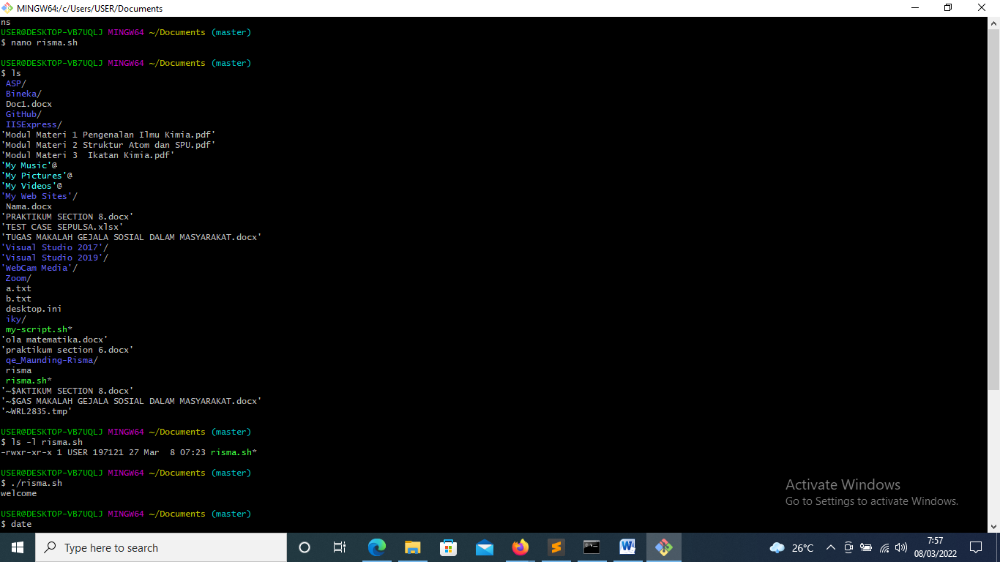 MINGW64:/c/Users/USER/Documents
ns
USER@DESKTOP-VB7UQLJ MINGW64 ~/Documents (master)
$ nano risma.sh
USER@DESKTOP-VB7UQLJ MINGW64 ~/Documents (master)
$ ls
ASP/
Bineka/
Doc1.docx
GitHub/
IISExpress/
'Modul Materi 1 Pengenalan Ilmu Kimia.pdf'
'Modul Materi 2 Struktur Atom dan SPU.pdf'
'Modul Materi 3  Ikatan Kimia.pdf'
'My Music'@
'My Pictures'@
'My Videos'@
'My Web Sites'/
Nama.docx
'PRAKTIKUM SECTION 8.docx'
'TEST CASE SEPULSA.xlsx'
'TUGAS MAKALAH GEJALA SOSIAL DALAM MASYARAKAT.docx'
'Visual Studio 2017'/
'Visual Studio 2019'/
'WebCam Media'/
Zoom/
a.txt
b.txt
desktop.ini
iky/
my-script.sh*
'ola matematika.docx'
'praktikum section 6.docx'
qe_Maunding-Risma/
risma
risma.sh*
'~$AKTIKUM SECTION 8.docx'
'~$GAS MAKALAH GEJALA SOSIAL DALAM MASYARAKAT.docx'
'~WRL2835.tmp'
USER@DESKTOP-VB7UQLJ MINGW64 ~/Documents (master)
$ ls -l risma.sh
-rwxr-xr-x 1 USER 197121 27 Mar  8 07:23 risma.sh*
USER@DESKTOP-VB7UQLJ MINGW64 ~/Documents (master)
$ ./risma.sh
welcome
USER@DESKTOP-VB7UQLJ MINGW64 ~/Documents (master)
$ date
Activate Windows
Go to Settings to activate Windows.
Type here to search
26°C
7:57
08/03/2022